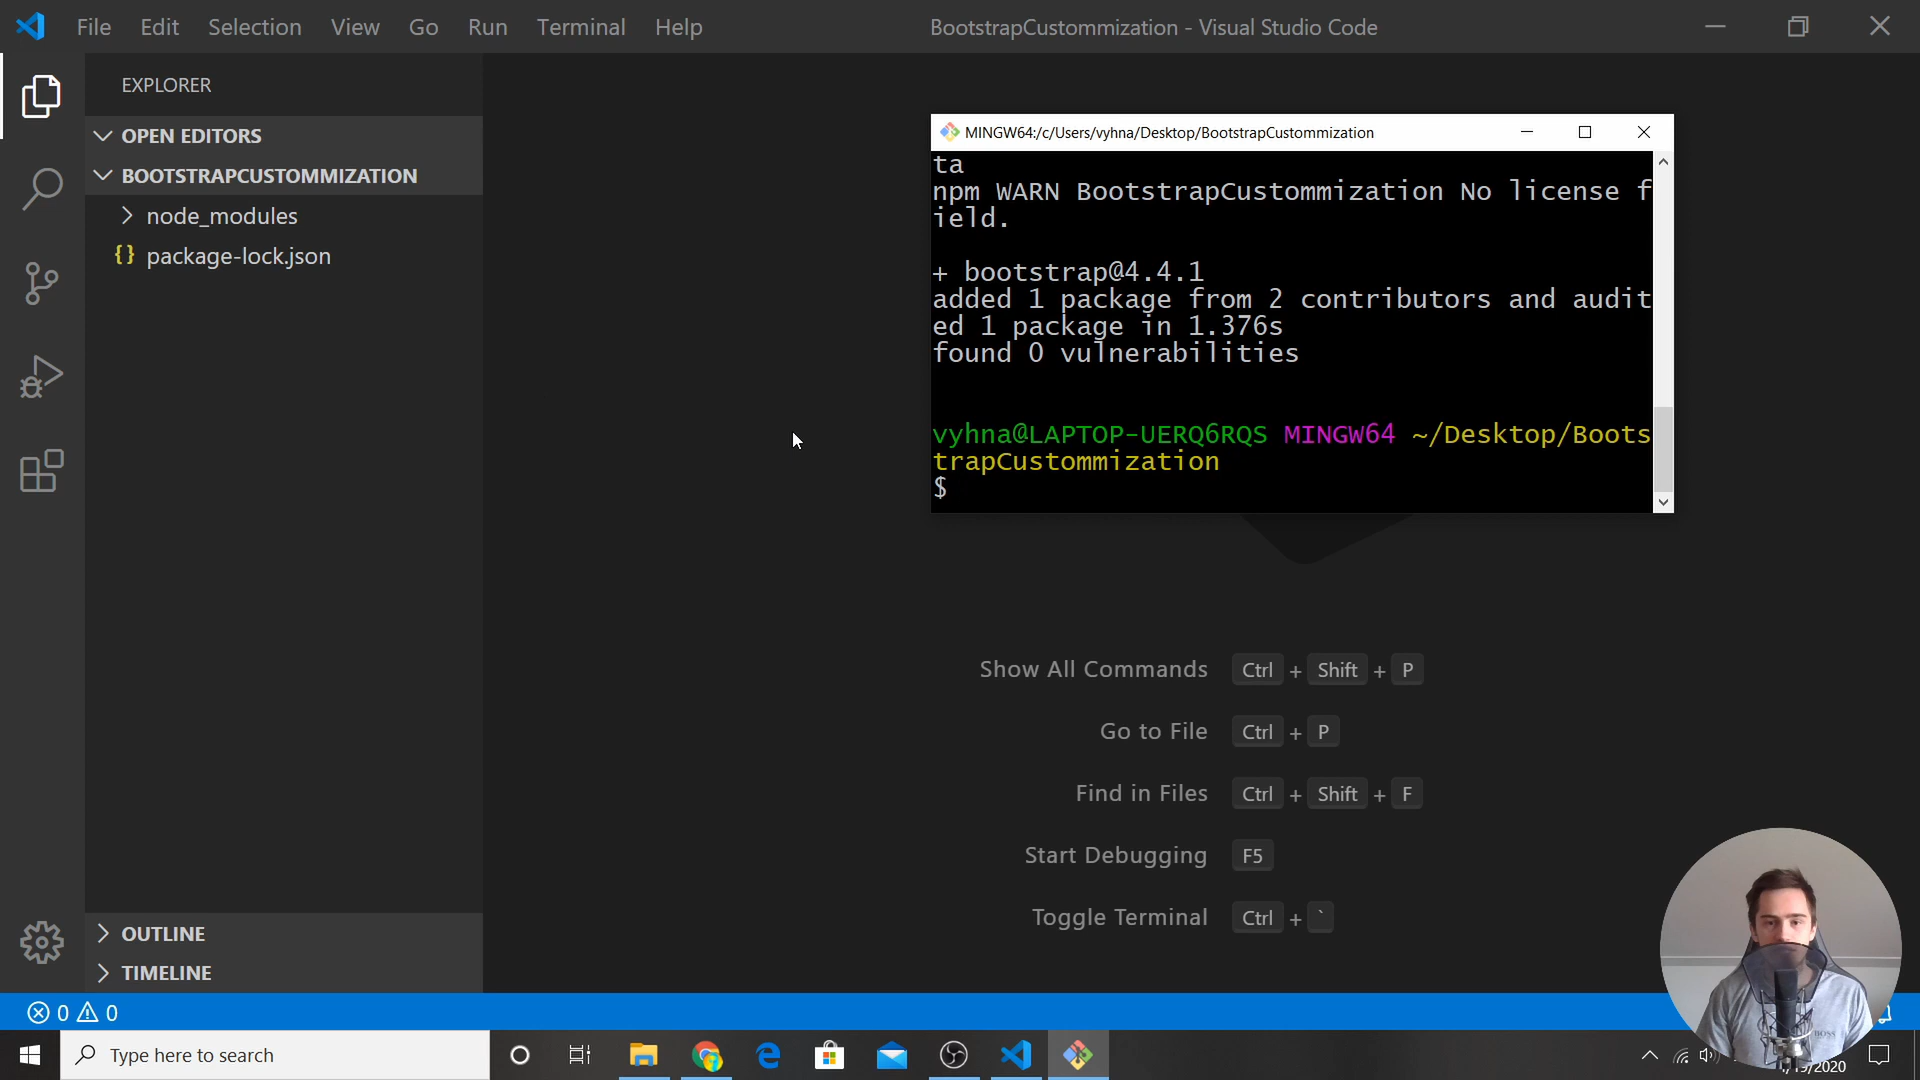 File Edit Selection View Go Run Terminal Help
BootstrapCustommization - Visual Studio Code
EXPLORER
OPEN EDITORS
BOOTSTRAPCUSTOMMIZATION
node_modules
{} package-lock.json
MINGW64:/c/Users/vyhna/Desktop/BootstrapCustommization
ta
npm WARN BootstrapCustommization No license f
ield.
+ bootstrap@4.4.1
added 1 package from 2 contributors and audit
ed 1 package in 1.376s
found 0 vulnerabilities
vyhna@LAPTOP-UERQ6RQS MINGW64 ~/Desktop/Boots
trapCustommization
$
Show All Commands Ctrl + Shift + P
Go to File Ctrl + P
Find in Files Ctrl + Shift + F
Start Debugging F5
Toggle Terminal Ctrl + `
OUTLINE
TIMELINE
0 0
BOSS
Type here to search